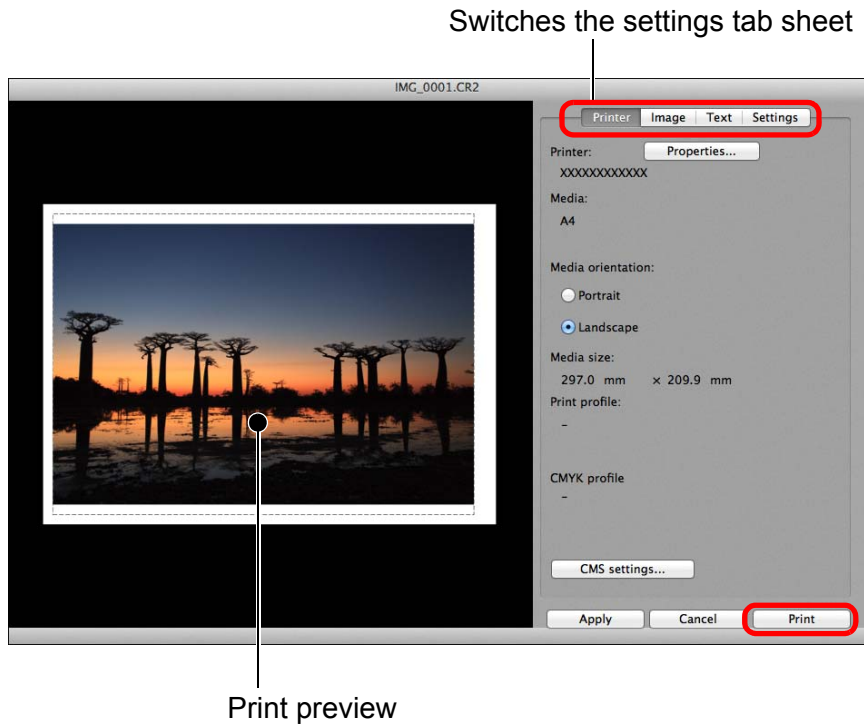 Switches the settings tab sheet
IMG_0001.CR2
Printer Image Text Settings
Printer: Properties...
XXXXXXXXXXXX
Media:
A4
Media orientation:
Portrait
Landscape
Media size:
297.0 mm × 209.9 mm
Print profile:
–
CMYK profile
–
CMS settings...
Apply Cancel Print
Print preview